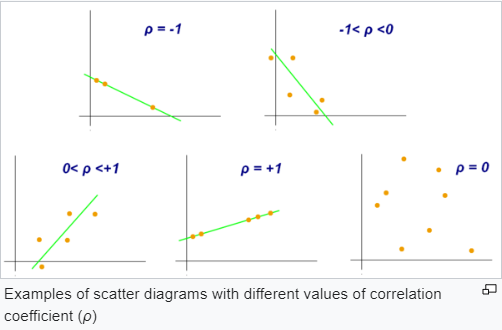 ρ = -1
-1< ρ <0
0< ρ <+1
ρ = +1
ρ = 0
Examples of scatter diagrams with different values of correlation
coefficient (ρ)